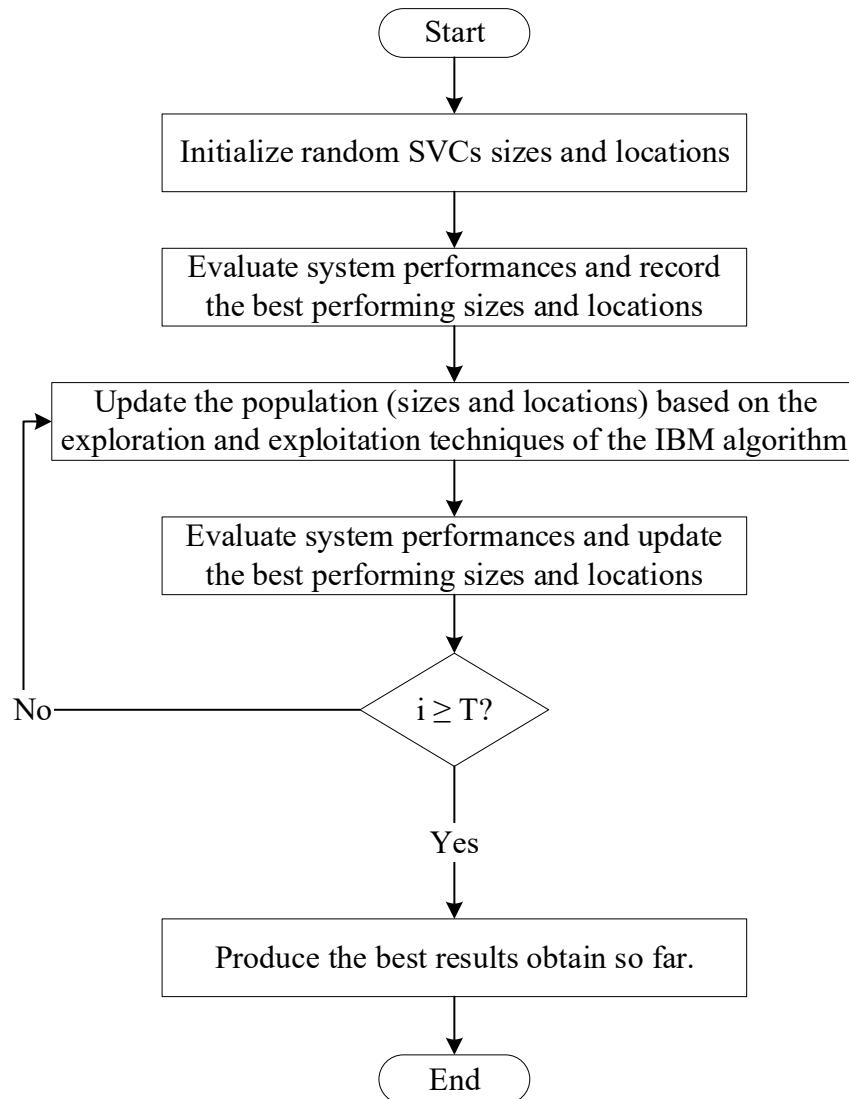 Start
Initialize random SVCs sizes and locations
Evaluate system performances and record
the best performing sizes and locations
Update the population (sizes and locations) based on the
exploration and exploitation techniques of the IBM algorithm
Evaluate system performances and update
the best performing sizes and locations
i ≥ T?
No
Yes
Produce the best results obtain so far.
End